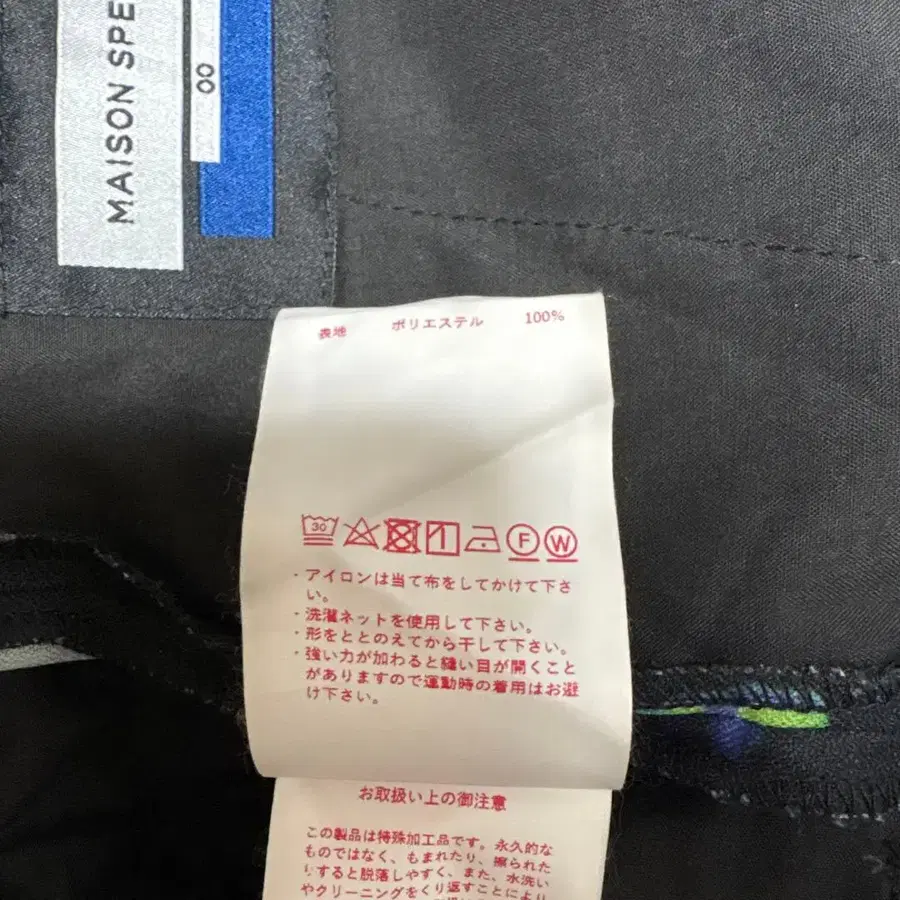 MAISON SPE
00
表地 ポリエステル 100%
30 F W
・アイロンは当て布をしてかけて下さ
い。
・洗濯ネットを使用して下さい。
・形をととのえてから干して下さい。
・強い力が加わると縫い目が開くこと
がありますので運動時の着用はお避
け下さい。
お取扱い上の御注意
この製品は特殊加工品です。永久的な
ものではなく、もまれたり、擦られた
りすると脱落しやすく、また、水洗い
やクリーニングをくり返すことにより